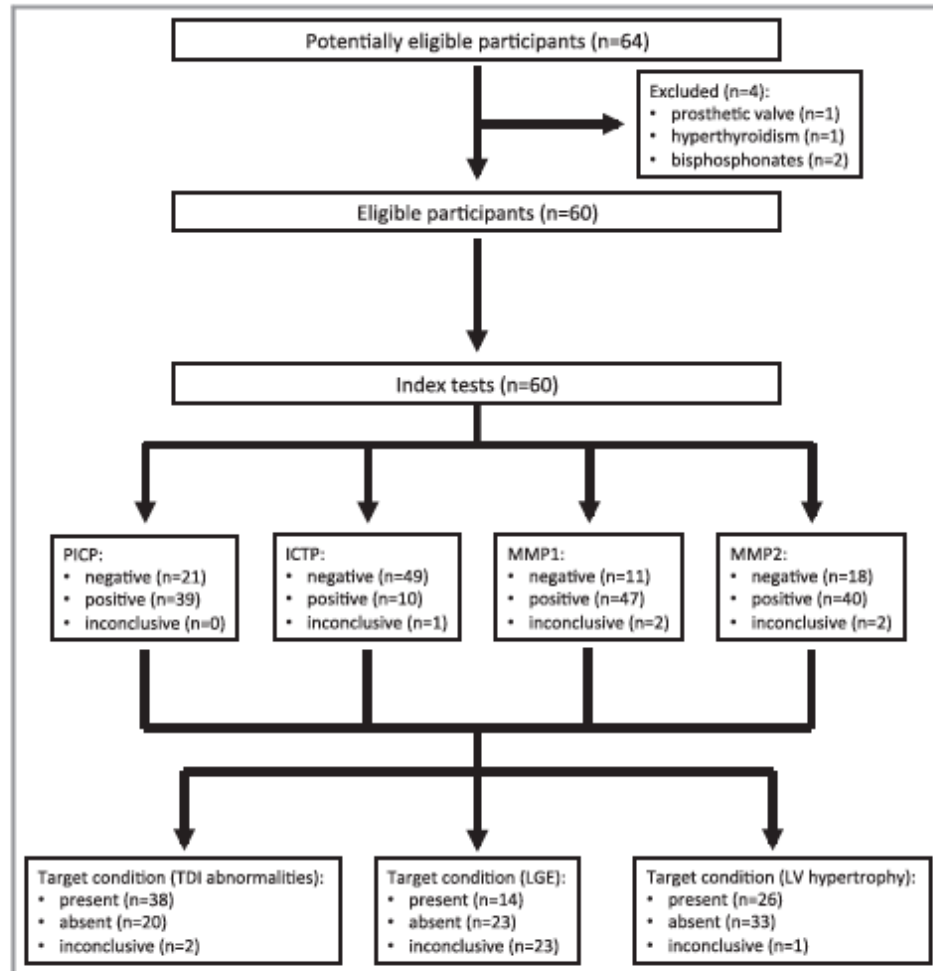 Potentially eligible participants (n=64)
Excluded (n=4):
• prosthetic valve (n=1)
• hyperthyroidism (n=1)
• bisphosphonates (n=2)
Eligible participants (n=60)
Index tests (n=60)
PICP:
• negative (n=21)
• positive (n=39)
• inconclusive (n=0)
ICTP:
• negative (n=49)
• positive (n=10)
• inconclusive (n=1)
MMP1:
• negative (n=11)
• positive (n=47)
• inconclusive (n=2)
MMP2:
• negative (n=18)
• positive (n=40)
• inconclusive (n=2)
Target condition (TDI abnormalities):
• present (n=38)
• absent (n=20)
• inconclusive (n=2)
Target condition (LGE):
• present (n=14)
• absent (n=23)
• inconclusive (n=23)
Target condition (LV hypertrophy):
• present (n=26)
• absent (n=33)
• inconclusive (n=1)